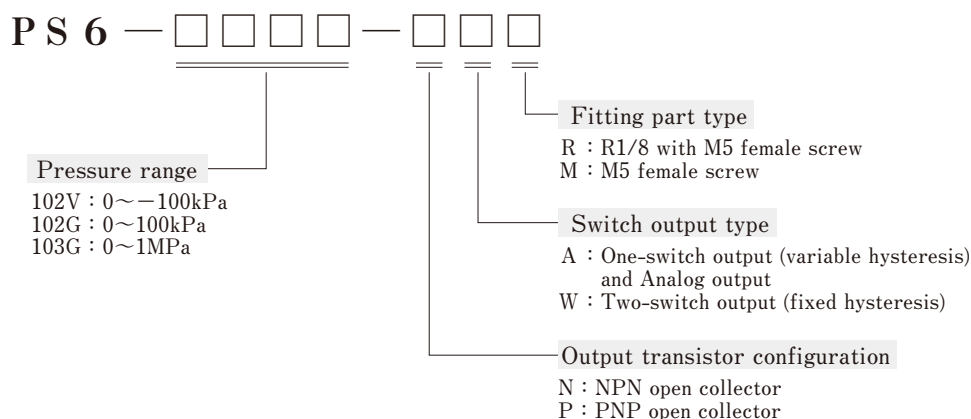 PS6－□□□□－□□□
Fitting part type
R：R1/8 with M5 female screw
M：M5 female screw
Pressure range
102V：0～－100kPa
102G：0～100kPa
103G：0～1MPa
Switch output type
A：One-switch output (variable hysteresis)
and Analog output
W：Two-switch output (fixed hysteresis)
Output transistor configuration
N：NPN open collector
P：PNP open collector